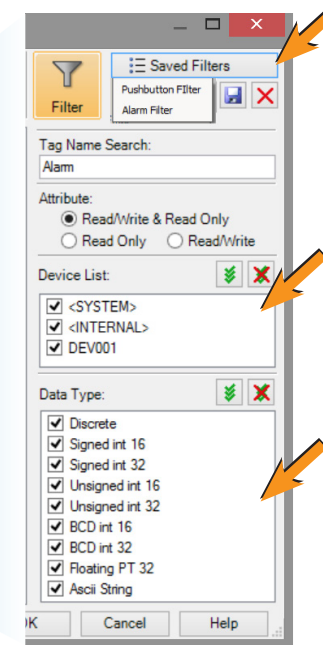 Saved Filters
Filter
Pushbutton FIlter
Alarm Filter
Tag Name Search:
Alarm
Attribute:
Read/Write & Read Only
Read Only Read/Write
Device List:
<SYSTEM>
<INTERNAL>
DEV001
Data Type:
Discrete
Signed int 16
Signed int 32
Unsigned int 16
Unsigned int 32
BCD int 16
BCD int 32
Floating PT 32
Ascii String
Cancel Help